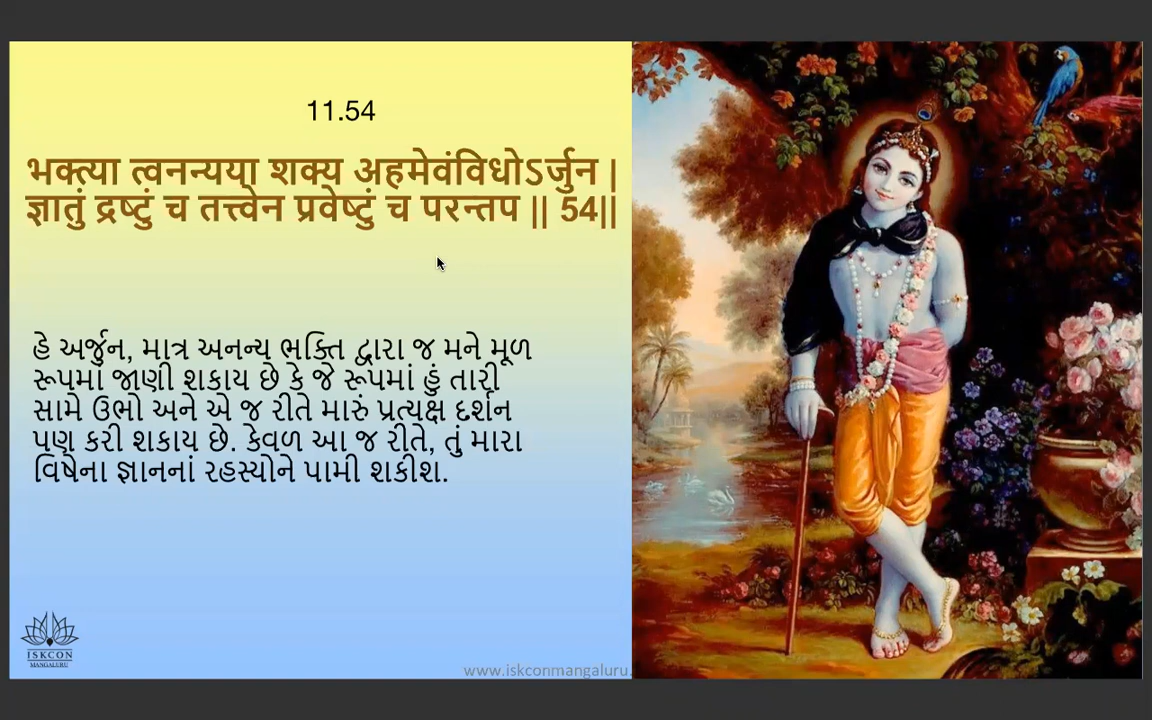 11.54
भक्त्या त्वनन्यया शक्य अहमेवंविधोऽर्जुन |
ज्ञातुं द्रष्टुं च तत्त्वेन प्रवेष्टुं च परन्तप || 54||
હે અર્જુન, માત્ર અનન્ય ભક્તિ દ્વારા જ મને મૂળ
રૂપમાં જાણી શકાય છે કે જે રૂપમાં હું તારી
સામે ઉભો અને એ જ રીતે મારું પ્રત્યક્ષ દર્શન
પણ કરી શકાય છે. કેવળ આ જ રીતે, તું મારા
વિષેના જ્ઞાનનાં રહસ્યોને પામી શકીશ.
ISKCON
MANGALURU
www.iskconmangaluru.